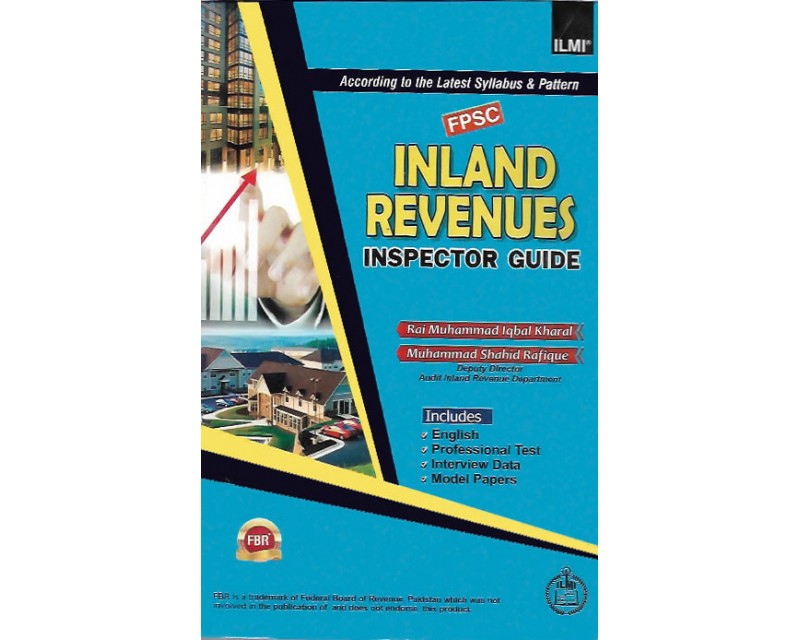 ILMI®
According to the Latest Syllabus & Pattern
FPSC
INLAND
REVENUES
INSPECTOR GUIDE
Rai Muhammad Iqbal Kharal
Muhammad Shahid Rafique
Deputy Director
Audit Inland Revenue Department
Includes
English
Professional Test
Interview Data
Model Papers
FBR
FBR is a trademark of Federal Board of Revenue, Pakistan which was not
involved in the publication of and does not endorse, this product.
ILMI